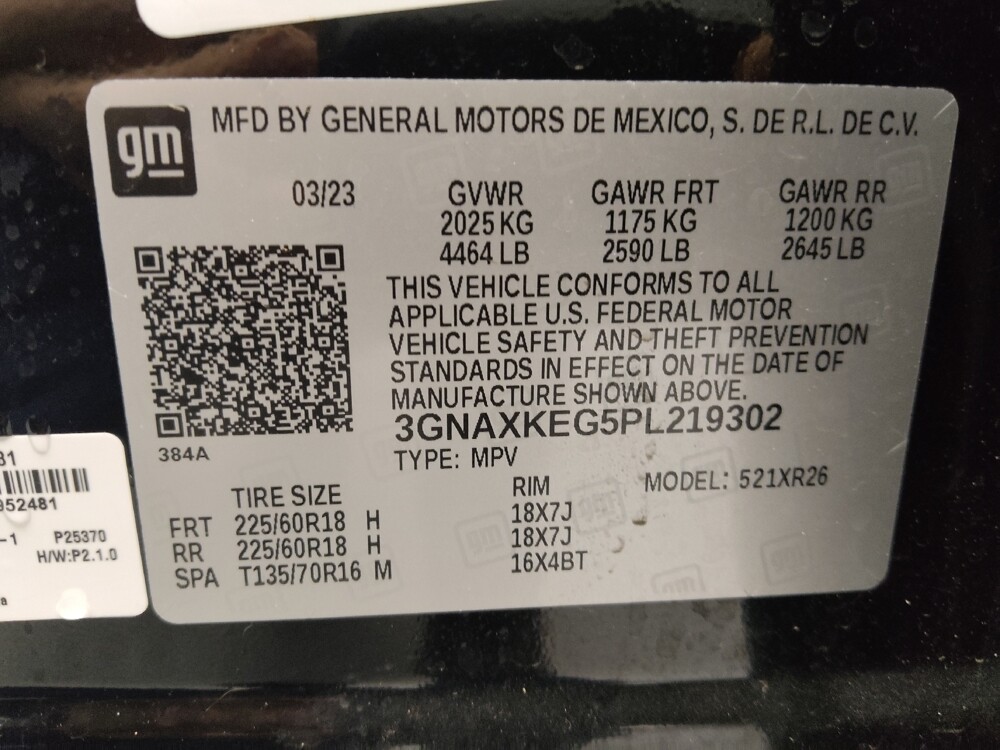 gm
MFD BY GENERAL MOTORS DE MEXICO, S. DE R.L. DE C.V.
03/23 GVWR GAWR FRT GAWR RR
2025 KG 1175 KG 1200 KG
4464 LB 2590 LB 2645 LB
THIS VEHICLE CONFORMS TO ALL
APPLICABLE U.S. FEDERAL MOTOR
VEHICLE SAFETY AND THEFT PREVENTION
STANDARDS IN EFFECT ON THE DATE OF
MANUFACTURE SHOWN ABOVE.
3GNAXKEG5PL219302
384A
TYPE: MPV MODEL: 521XR26
TIRE SIZE RIM
FRT 225/60R18 H 18X7J
RR 225/60R18 H 18X7J
SPA T135/70R16 M 16X4BT
952481
-1 P25370
H/W:P2.1.0